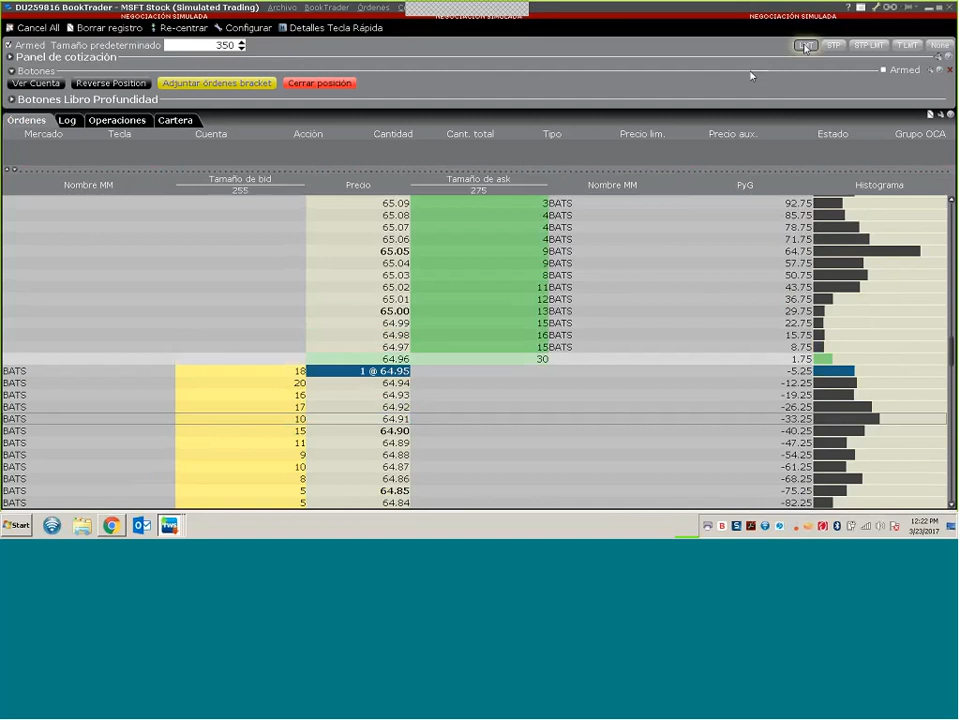 DU259816 BookTrader - MSFT Stock (Simulated Trading) Archivo BookTrader Órdenes
NEGOCIACIÓN SIMULADA NEGOCIACIÓN SIMULADA NEGOCIACIÓN SIMULADA
Cancel All Borrar registro Re-centrar Configurar Detalles Tecla Rápida
Armed Tamaño predeterminado 350 LMT STP STP LMT T LMT None
Panel de cotización
Botones Armed
Ver Cuenta Reverse Position Adjuntar órdenes bracket Cerrar posición
Botones Libro Profundidad
Órdenes Log Operaciones Cartera
Mercado Tecla Cuenta Acción Cantidad Cant. total Tipo Precio lim. Precio aux. Estado Grupo OCA
Nombre MM Tamaño de bid Precio Tamaño de ask Nombre MM PyG Histograma
255 275
65.09 3 BATS 92.75
65.08 4 BATS 85.75
65.07 4 BATS 78.75
65.06 4 BATS 71.75
65.05 9 BATS 64.75
65.04 9 BATS 57.75
65.03 8 BATS 50.75
65.02 11 BATS 43.75
65.01 12 BATS 36.75
65.00 13 BATS 29.75
64.99 15 BATS 22.75
64.98 16 BATS 15.75
64.97 15 BATS 8.75
64.96 30 1.75
BATS 18 1 @ 64.95 -5.25
BATS 20 64.94 -12.25
BATS 16 64.93 -19.25
BATS 17 64.92 -26.25
BATS 10 64.91 -33.25
BATS 15 64.90 -40.25
BATS 11 64.89 -47.25
BATS 9 64.88 -54.25
BATS 10 64.87 -61.25
BATS 8 64.86 -68.25
BATS 5 64.85 -75.25
BATS 5 64.84 -82.25
Start 12:22 PM
3/23/2017